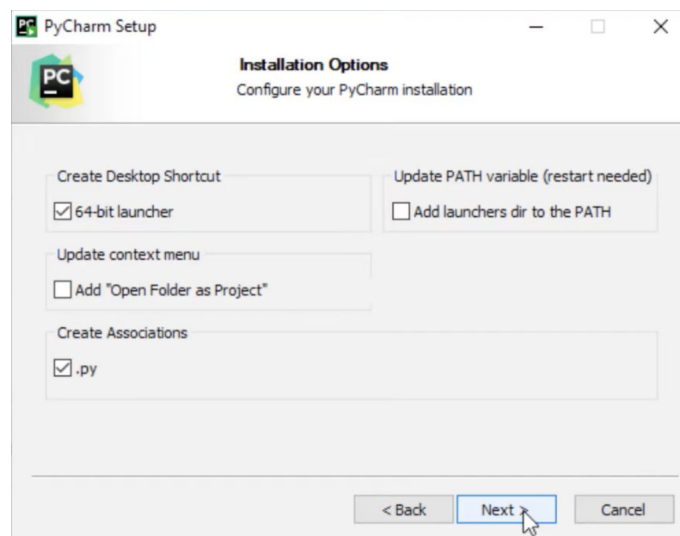 PC PyCharm Setup
PC
Installation Options
Configure your PyCharm installation
Create Desktop Shortcut
64-bit launcher
Update PATH variable (restart needed)
Add launchers dir to the PATH
Update context menu
Add "Open Folder as Project"
Create Associations
.py
< Back
Next >
Cancel